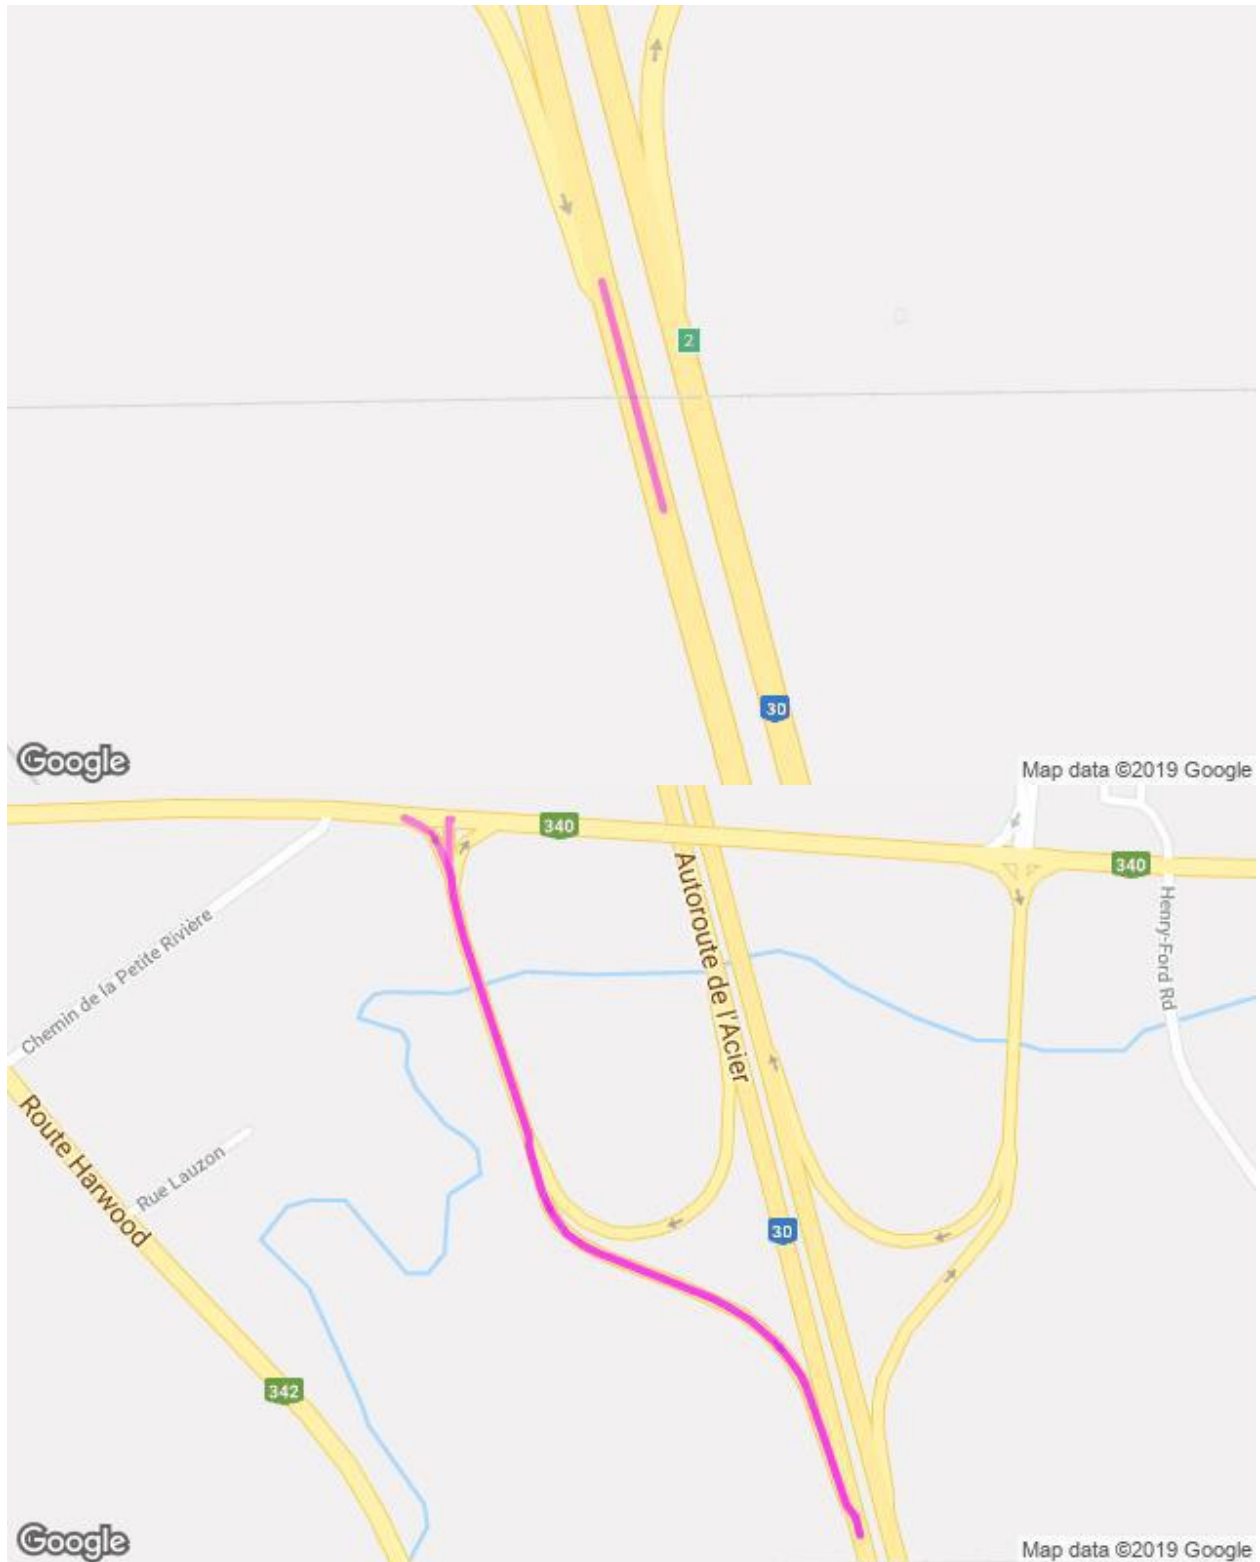 2
30
Google
Map data ©2019 Google
340
340
Autoroute de l'Acier
Henry-Ford Rd
Chemin de la Petite Rivière
Route Harwood
Rue Lauzon
30
342
Google
Map data ©2019 Google